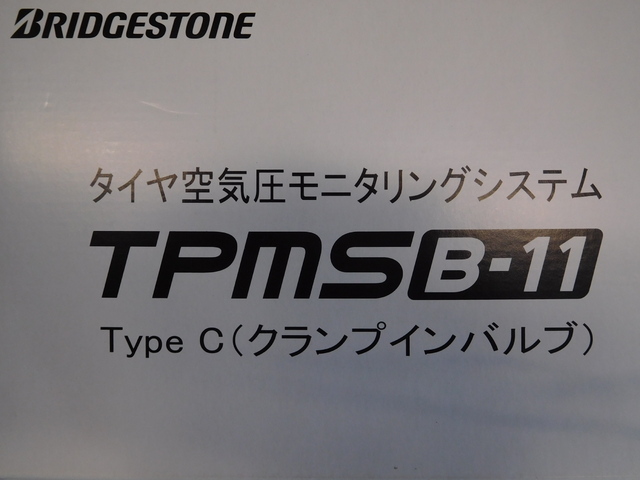 BRIDGESTONE
タイヤ空気圧モニタリングシステム
TPMS B-11
Type C(クランプインバルブ)